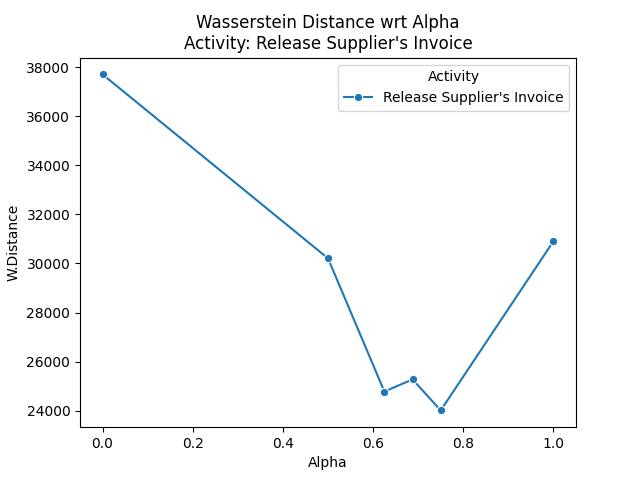 Wasserstein Distance wrt Alpha
Activity: Release Supplier's Invoice
Activity
Release Supplier's Invoice
W.Distance
38000
36000
34000
32000
30000
28000
26000
24000
0.0 0.2 0.4 0.6 0.8 1.0
Alpha